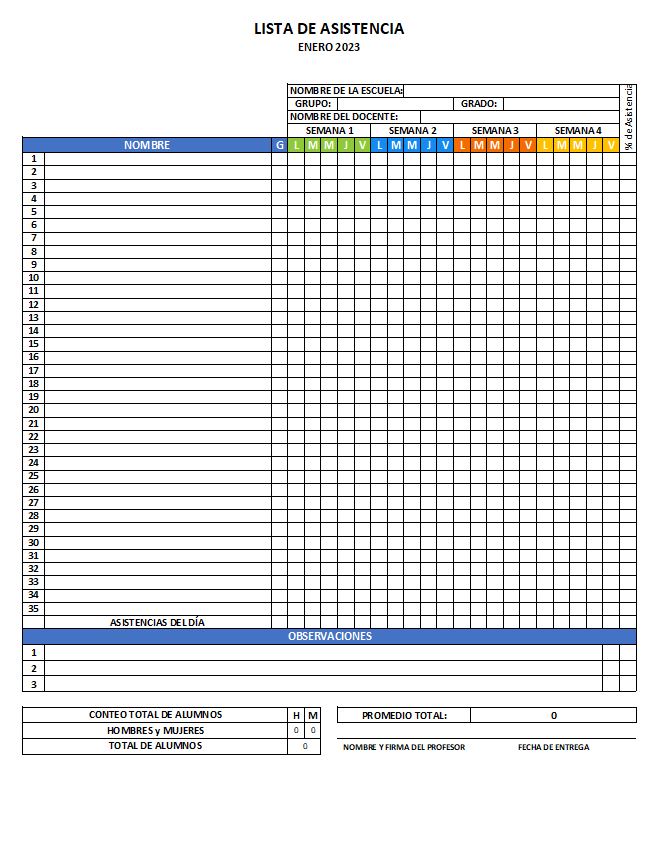 LISTA DE ASISTENCIA
ENERO 2023
NOMBRE DE LA ESCUELA:
GRUPO: GRADO:
NOMBRE DEL DOCENTE:
% de Asistencia
SEMANA 1 SEMANA 2 SEMANA 3 SEMANA 4
NOMBRE G L M M J V L M M J V L M M J V L M M J V
1
2
3
4
5
6
7
8
9
10
11
12
13
14
15
16
17
18
19
20
21
22
23
24
25
26
27
28
29
30
31
32
33
34
35
ASISTENCIAS DEL DÍA
OBSERVACIONES
1
2
3
CONTEO TOTAL DE ALUMNOS H M PROMEDIO TOTAL: 0
HOMBRES y MUJERES 0 0
TOTAL DE ALUMNOS 0 NOMBRE Y FIRMA DEL PROFESOR FECHA DE ENTREGA